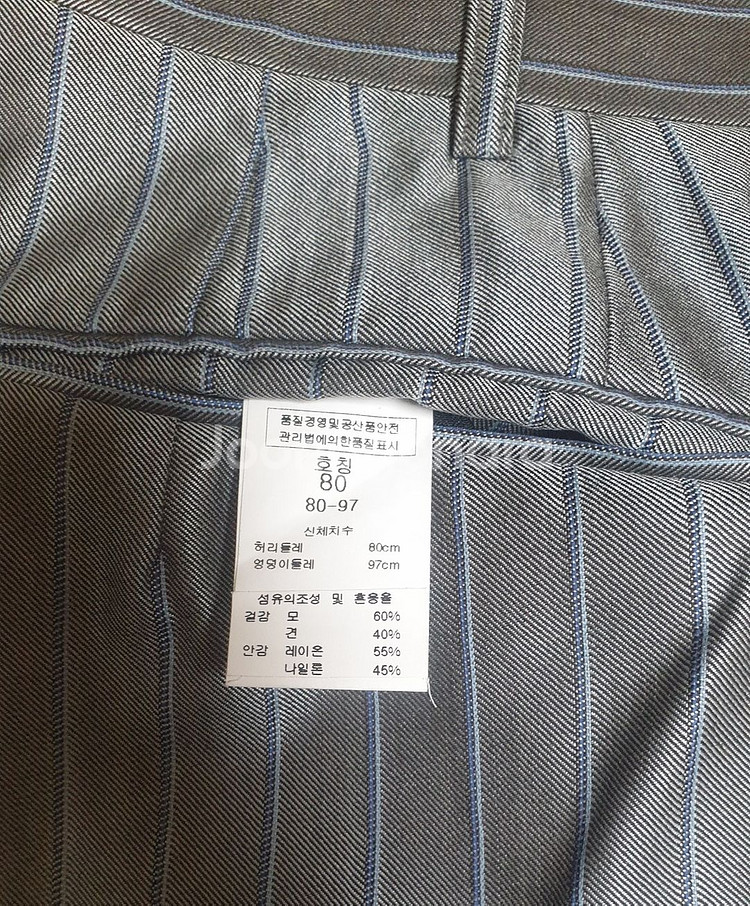 품질경영및공산품안전
관리법에의한품질표시
호칭
80
80-97
신체치수
허리둘레 80cm
엉덩이둘레 97cm
섬유의조성 및 혼용율
겉감 모 60%
견 40%
안감 레이온 55%
나일론 45%